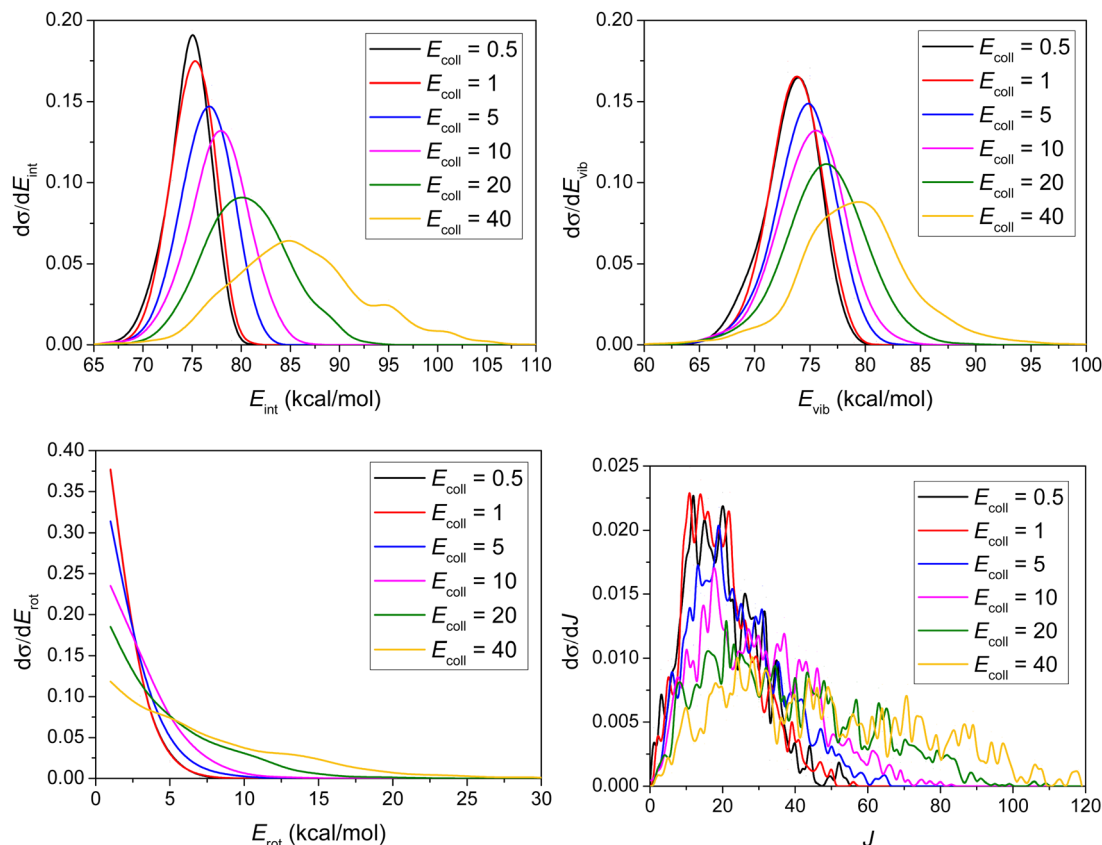 0.20
0.15
0.10
0.05
0.00
dσ/dE_int
E_coll = 0.5
E_coll = 1
E_coll = 5
E_coll = 10
E_coll = 20
E_coll = 40
65 70 75 80 85 90 95 100 105 110
E_int (kcal/mol)
0.20
0.15
0.10
0.05
0.00
dσ/dE_vib
E_coll = 0.5
E_coll = 1
E_coll = 5
E_coll = 10
E_coll = 20
E_coll = 40
60 65 70 75 80 85 90 95 100
E_vib (kcal/mol)
0.40
0.35
0.30
0.25
0.20
0.15
0.10
0.05
0.00
dσ/dE_rot
E_coll = 0.5
E_coll = 1
E_coll = 5
E_coll = 10
E_coll = 20
E_coll = 40
0 5 10 15 20 25 30
E_rot (kcal/mol)
0.025
0.020
0.015
0.010
0.005
0.000
dσ/dJ
E_coll = 0.5
E_coll = 1
E_coll = 5
E_coll = 10
E_coll = 20
E_coll = 40
0 20 40 60 80 100 120
J